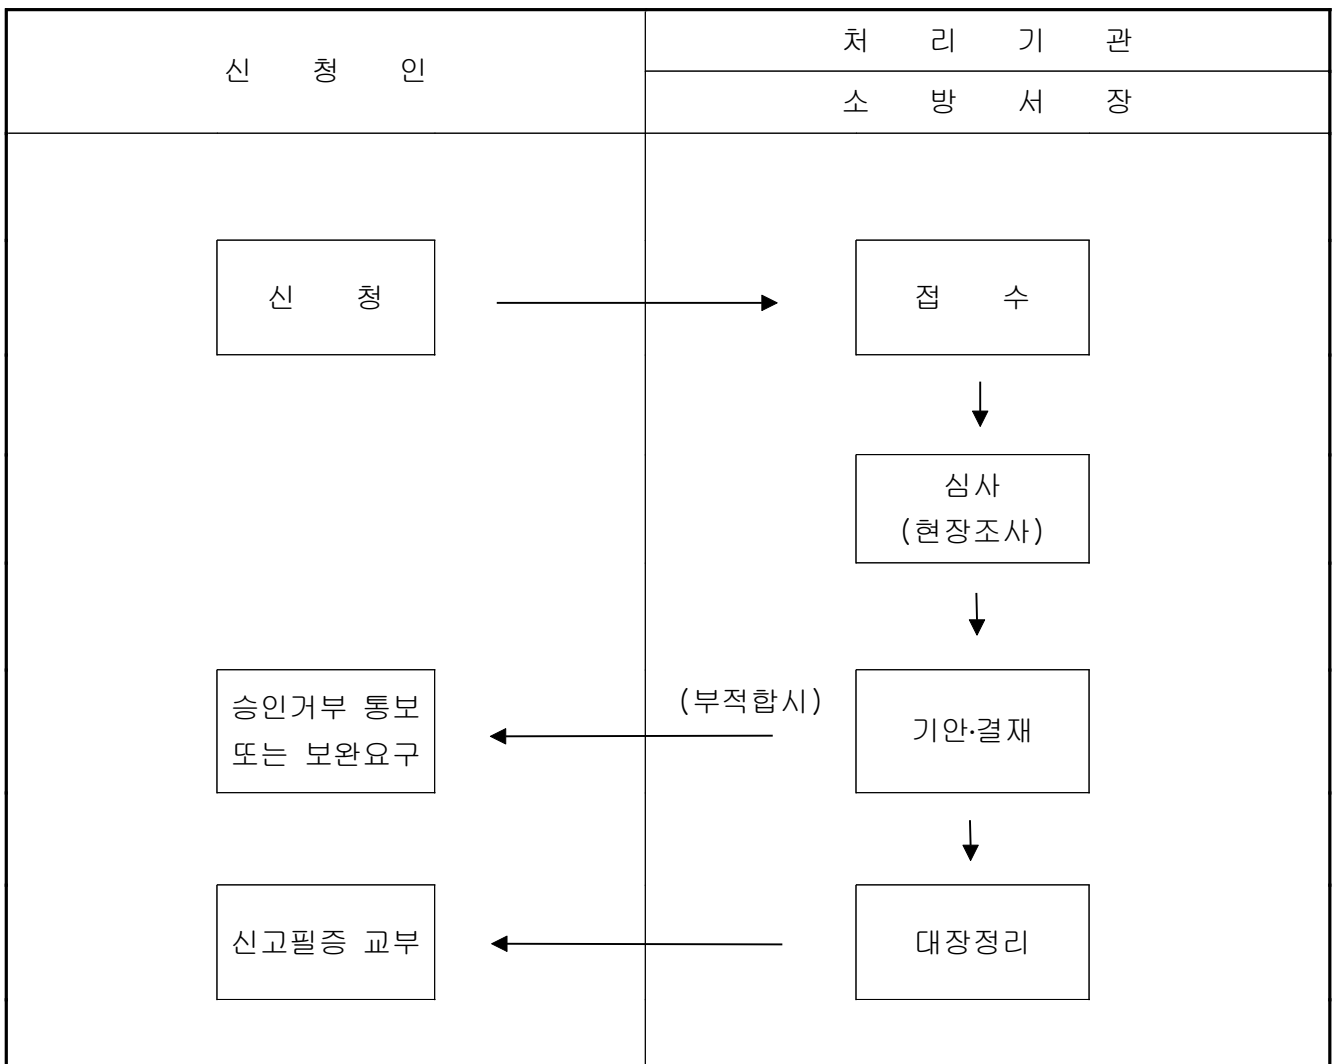 신 청 인
처 리 기 관
소 방 서 장
신 청
접 수
심사
(현장조사)
승인거부 통보
또는 보완요구
(부적합시)
기안·결재
신고필증 교부
대장정리